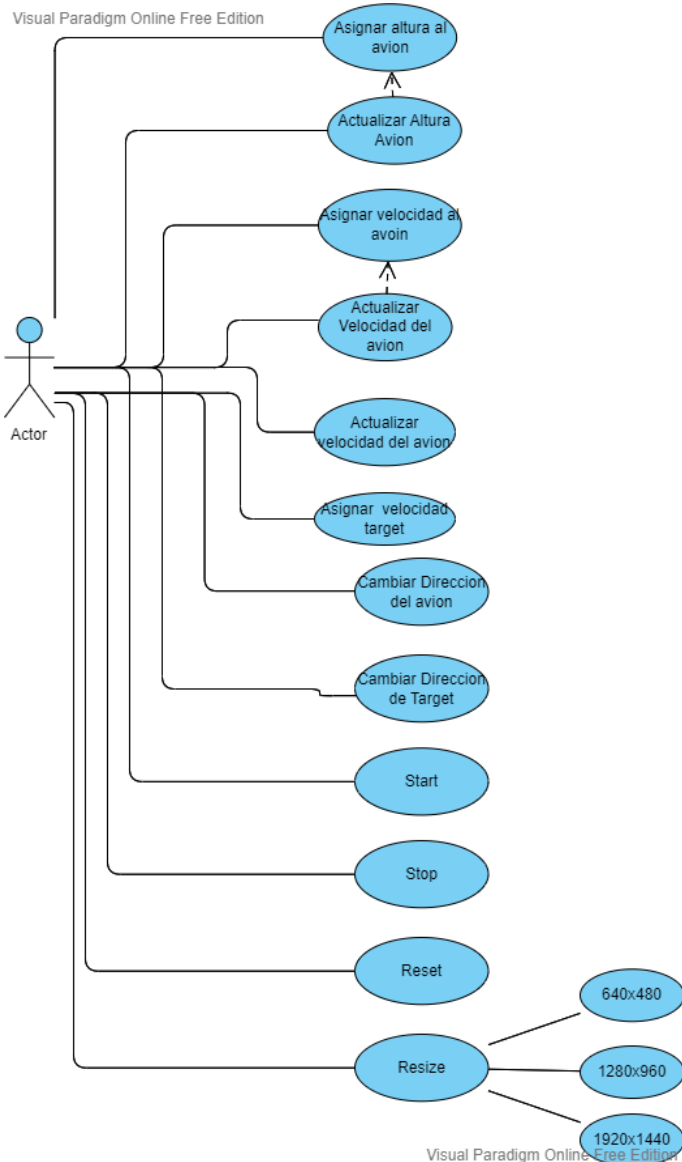 Visual Paradigm Online Free Edition
Asignar altura al
avion
Actualizar Altura
Avion
Asignar velocidad al
avoin
Actualizar
Velocidad del
avion
Actor
Actualizar
velocidad del avion
Asignar velocidad
target
Cambiar Direccion
del avion
Cambiar Direccion
de Target
Start
Stop
Reset
640x480
Resize
1280x960
1920x1440
Visual Paradigm Online Free Edition